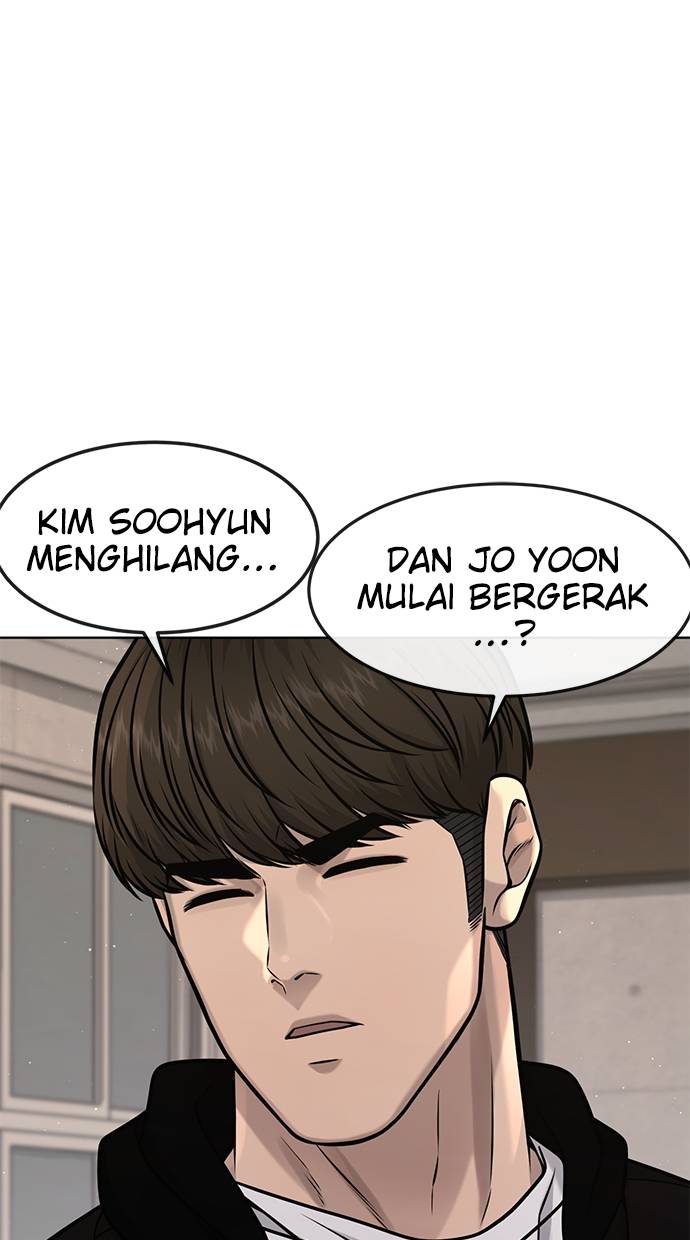 KIM SOOHYUN
MENGHILANG...
DAN JO YOON
MULAI BERGERAK
...?